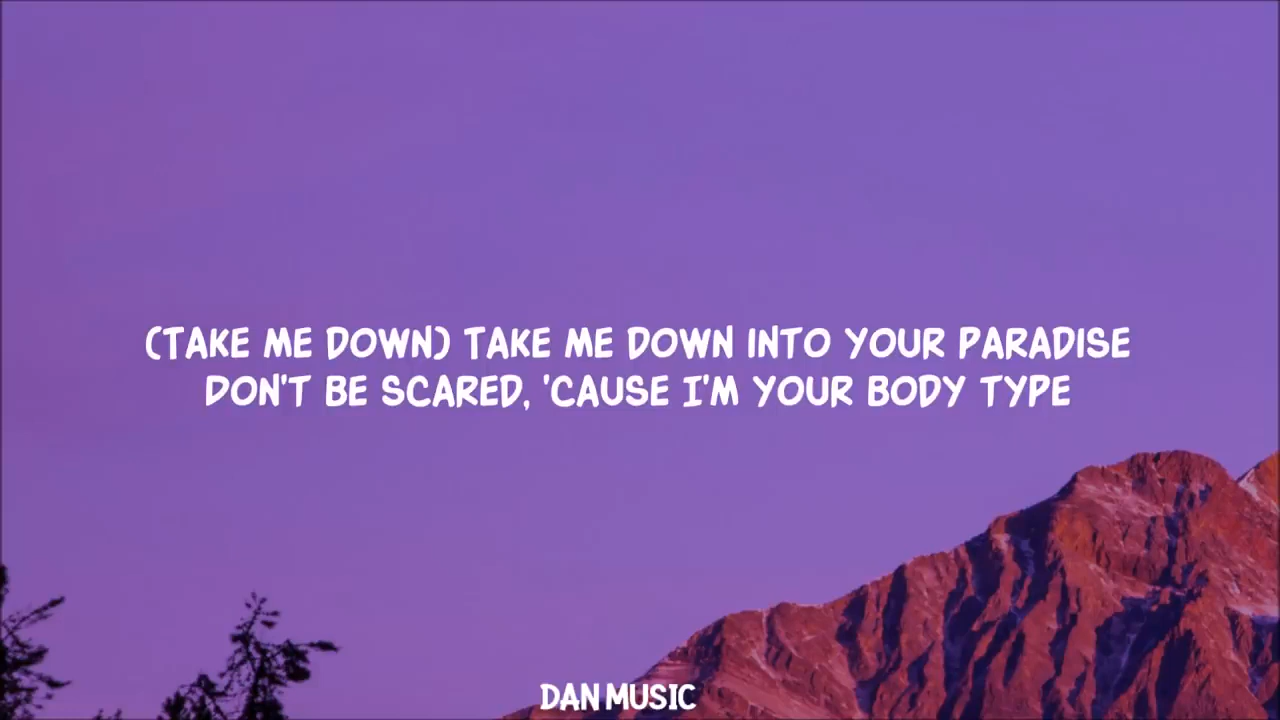 (TAKE ME DOWN) TAKE ME DOWN INTO YOUR PARADISE
DON'T BE SCARED, 'CAUSE I'M YOUR BODY TYPE
DAN MUSIC